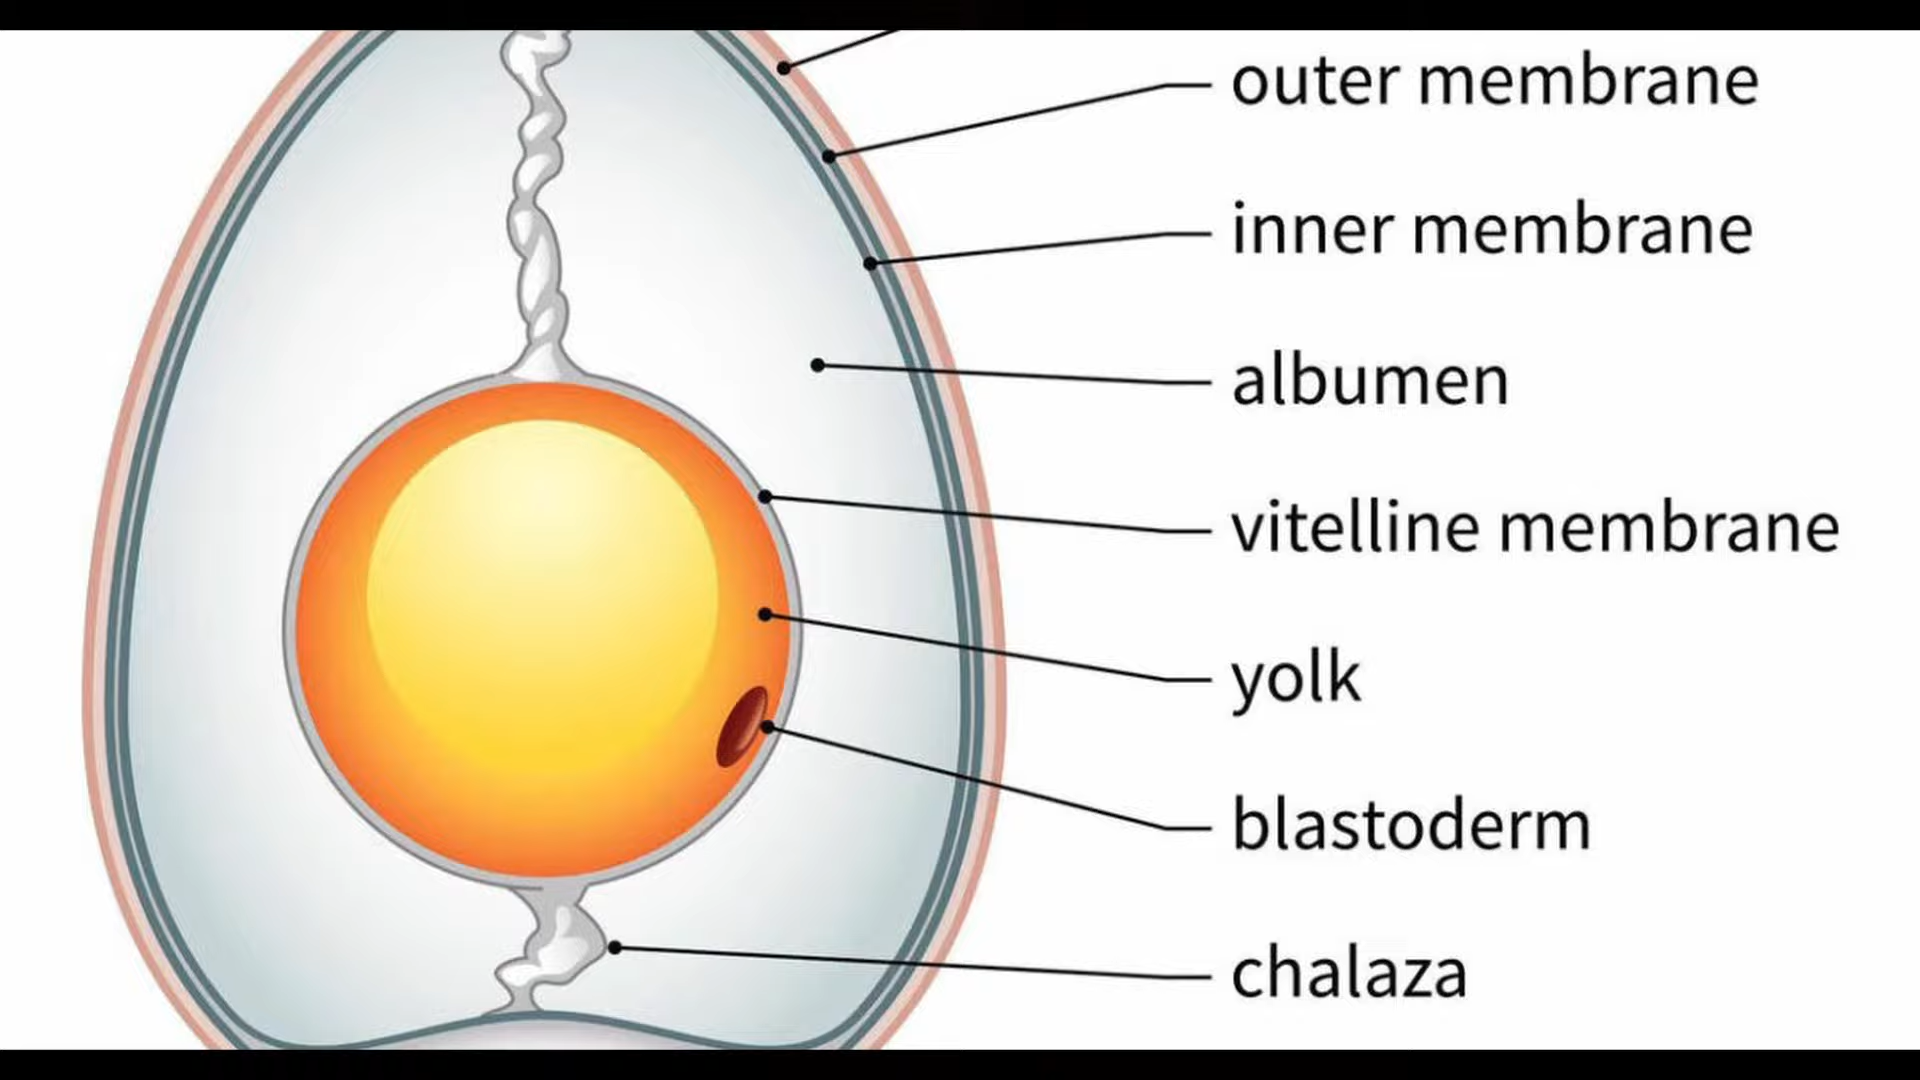 outer membrane
inner membrane
albumen
vitelline membrane
yolk
blastoderm
chalaza